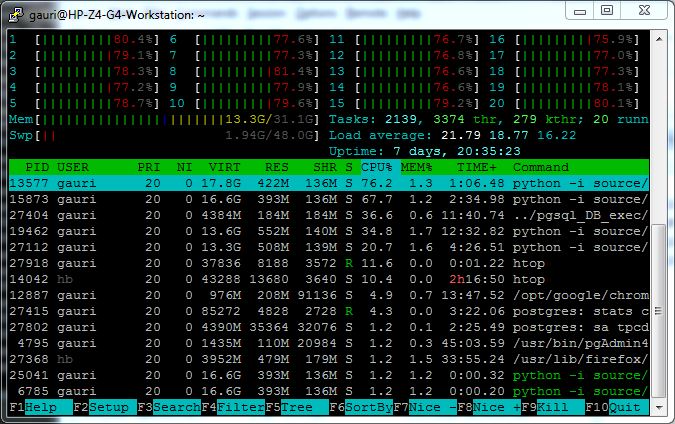 gauri@HP-Z4-G4-Workstation: ~
1 [||||||||||80.4%] 6 [||||||||||77.6%] 11 [||||||||||76.7%] 16 [||||||||||75.9%]
2 [||||||||||79.1%] 7 [||||||||||77.3%] 12 [||||||||||76.8%] 17 [||||||||||77.0%]
3 [||||||||||78.3%] 8 [||||||||||81.4%] 13 [||||||||||76.9%] 18 [||||||||||78.1%]
4 [||||||||||77.2%] 9 [||||||||||77.9%] 14 [||||||||||76.6%] 19 [||||||||||77.3%]
5 [||||||||||78.7%] 10 [||||||||||79.6%] 15 [||||||||||79.2%] 20 [||||||||||80.1%]
Mem[||||||||||||||||||||||||13.3G/31.1G] Tasks: 2139, 3374 thr, 279 kthr; 20 runn
Swp[|| 1.94G/48.0G] Load average: 21.79 18.77 16.22
Uptime: 7 days, 20:35:23
PID USER PRI NI VIRT RES SHR S CPU% MEM% TIME+ Command
13577 gauri 20 0 17.8G 422M 136M S 76.2 1.3 1:06.48 python -i source/
15873 gauri 20 0 16.6G 393M 136M S 67.7 1.2 2:34.98 python -i source/
27404 gauri 20 0 4384M 184M 184M S 36.6 0.6 11:40.74 ../pgsql_DB_exec/
19462 gauri 20 0 13.6G 552M 140M S 34.8 1.7 12:32.82 python -i source/
27112 gauri 20 0 13.3G 508M 139M S 20.7 1.6 4:26.51 python -i source/
27918 gauri 20 0 37836 8188 3572 R 11.6 0.0 0:01.22 htop
14042 hb 20 0 43288 13680 3640 S 10.4 0.0 2h16:50 htop
12887 gauri 20 0 976M 208M 91136 S 4.9 0.7 13:47.52 /opt/google/chrom
27415 gauri 20 0 85272 4828 2728 R 4.3 0.0 3:22.06 postgres: stats c
27802 gauri 20 0 4390M 35364 32076 S 1.2 0.1 2:25.49 postgres: sa tpcd
4795 gauri 20 0 1435M 110M 20984 S 1.2 0.3 45:03.59 /usr/bin/pgAdmin4
27368 hb 20 0 3952M 479M 179M S 1.2 1.5 33:55.24 /usr/lib/firefox/
25041 gauri 20 0 16.6G 393M 136M S 1.2 1.2 0:00.32 python -i source/
6785 gauri 20 0 16.6G 393M 136M S 1.2 1.2 0:00.20 python -i source/
F1Help F2Setup F3SearchF4FilterF5Tree F6SortByF7Nice -F8Nice +F9Kill F10Quit